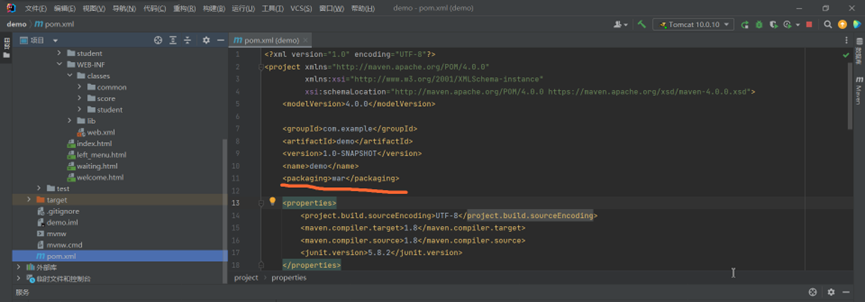 文件(F) 编辑(E) 视图(V) 导航(N) 代码(C) 重构(R) 构建(B) 运行(U) 工具(T) VCS(S) 窗口(W) 帮助(H) demo - pom.xml (demo)
demo pom.xml Tomcat 10.0.10
项目
pom.xml (demo)
student
WEB-INF
classes
common
score
student
lib
web.xml
index.html
left_menu.html
waiting.html
welcome.html
test
target
.gitignore
demo.iml
mvnw
mvnw.cmd
pom.xml
外部库
临时文件和控制台
1 <?xml version="1.0" encoding="UTF-8"?>
2 <project xmlns="http://maven.apache.org/POM/4.0.0"
3 xmlns:xsi="http://www.w3.org/2001/XMLSchema-instance"
4 xsi:schemaLocation="http://maven.apache.org/POM/4.0.0 https://maven.apache.org/xsd/maven-4.0.0.xsd">
5 <modelVersion>4.0.0</modelVersion>
6
7 <groupId>com.example</groupId>
8 <artifactId>demo</artifactId>
9 <version>1.0-SNAPSHOT</version>
10 <name>demo</name>
11 <packaging>war</packaging>
12
13 <properties>
14 <project.build.sourceEncoding>UTF-8</project.build.sourceEncoding>
15 <maven.compiler.target>1.8</maven.compiler.target>
16 <maven.compiler.source>1.8</maven.compiler.source>
17 <junit.version>5.8.2</junit.version>
18 </properties>
project properties
服务
数据库
Maven